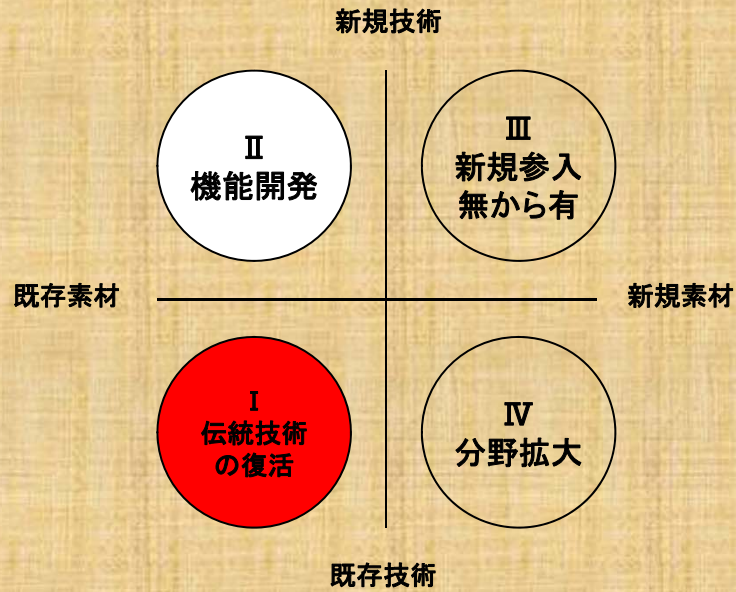 新規技術
Ⅱ
機能開発
Ⅲ
新規参入
無から有
既存素材
新規素材
Ⅰ
伝統技術
の復活
Ⅳ
分野拡大
既存技術